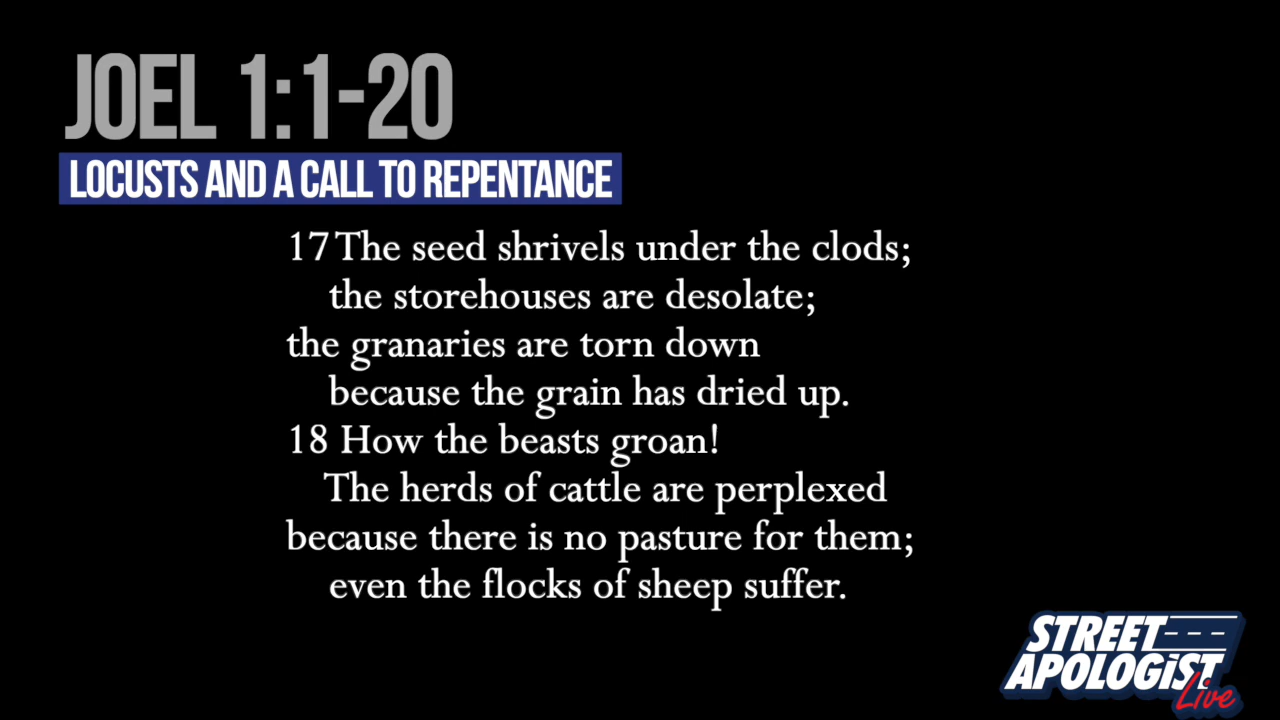 JOEL 1:1-20
LOCUSTS AND A CALL TO REPENTANCE
17 The seed shrivels under the clods;
the storehouses are desolate;
the granaries are torn down
because the grain has dried up.
18 How the beasts groan!
The herds of cattle are perplexed
because there is no pasture for them;
even the flocks of sheep suffer.
STREET
APOLOGiST
Live